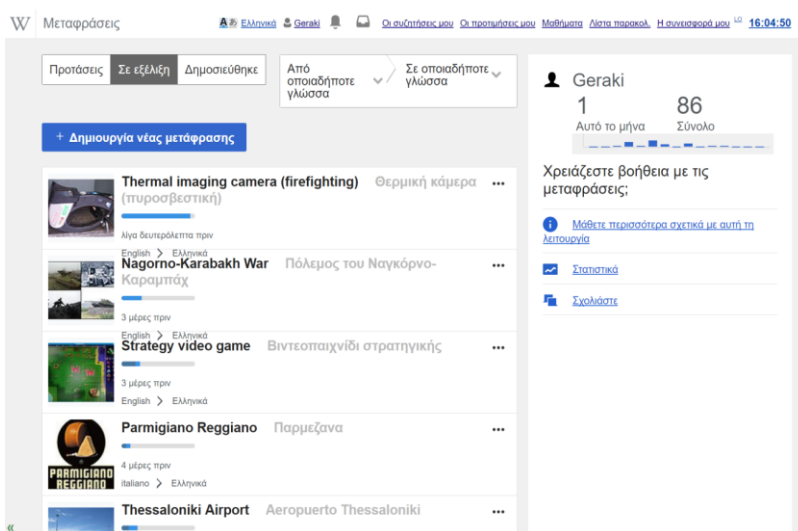 W Μεταφράσεις
Aあ Ελληνικά Geraki Οι συζητήσεις μου Οι προτιμήσεις μου Μαθήματα Λίστα παρακολ. Η συνεισφορά μου LO 16:04:50
Προτάσεις Σε εξέλιξη Δημοσιεύθηκε
Από οποιαδήποτε γλώσσα
Σε οποιαδήποτε γλώσσα
+ Δημιουργία νέας μετάφρασης
Thermal imaging camera (firefighting) Θερμική κάμερα
(πυροσβεστική)
λίγα δευτερόλεπτα πριν
English > Ελληνικά
Nagorno-Karabakh War Πόλεμος του Ναγκόρνο-
Καραμπάχ
3 μέρες πριν
English > Ελληνικά
Strategy video game Βιντεοπαιχνίδι στρατηγικής
3 μέρες πριν
English > Ελληνικά
PARMIGIANO
REGGIANO
Parmigiano Reggiano Παρμεζανα
4 μέρες πριν
italiano > Ελληνικά
Thessaloniki Airport Aeropuerto Thessaloniki
«
Geraki
1 86
Αυτό το μήνα Σύνολο
Χρειάζεστε βοήθεια με τις
μεταφράσεις;
Μάθετε περισσότερα σχετικά με αυτή τη
λειτουργία
Στατιστικά
Σχολιάστε